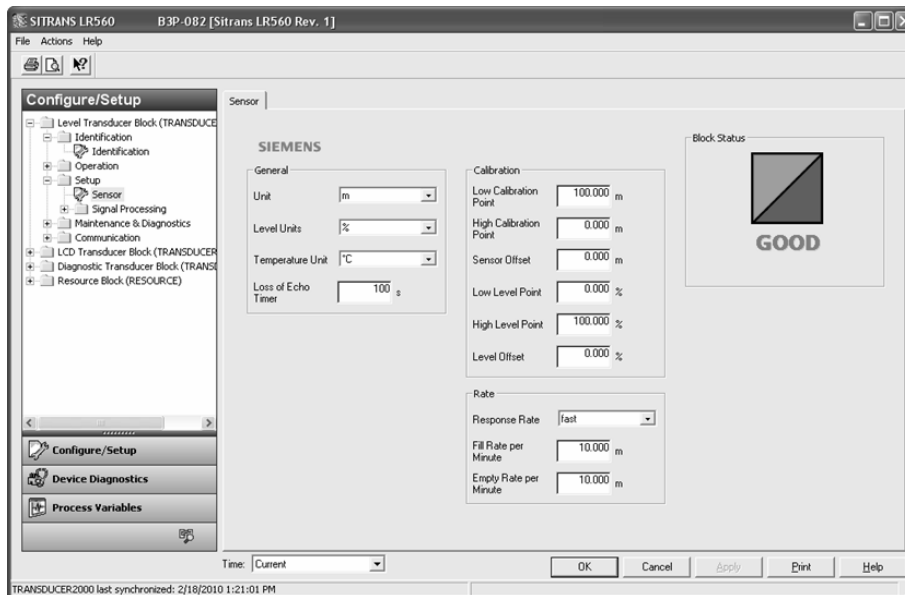 SITRANS LR560 B3P-082 [Sitrans LR560 Rev. 1]
File Actions Help
Configure/Setup
Level Transducer Block (TRANSDUCE
Identification
Identification
Operation
Setup
Sensor
Signal Processing
Maintenance & Diagnostics
Communication
LCD Transducer Block (TRANSDUCER
Diagnostic Transducer Block (TRANS
Resource Block (RESOURCE)
Configure/Setup
Device Diagnostics
Process Variables
Sensor
SIEMENS
General
Unit m
Level Units %
Temperature Unit °C
Loss of Echo
Timer 100 s
Calibration
Low Calibration
Point 100.000 m
High Calibration
Point 0.000 m
Sensor Offset 0.000 m
Low Level Point 0.000 %
High Level Point 100.000 %
Level Offset 0.000 %
Rate
Response Rate fast
Fill Rate per
Minute 10.000 m
Empty Rate per
Minute 10.000 m
Block Status
GOOD
Time: Current
OK Cancel Apply Print Help
TRANSDUCER2000 last synchronized: 2/18/2010 1:21:01 PM